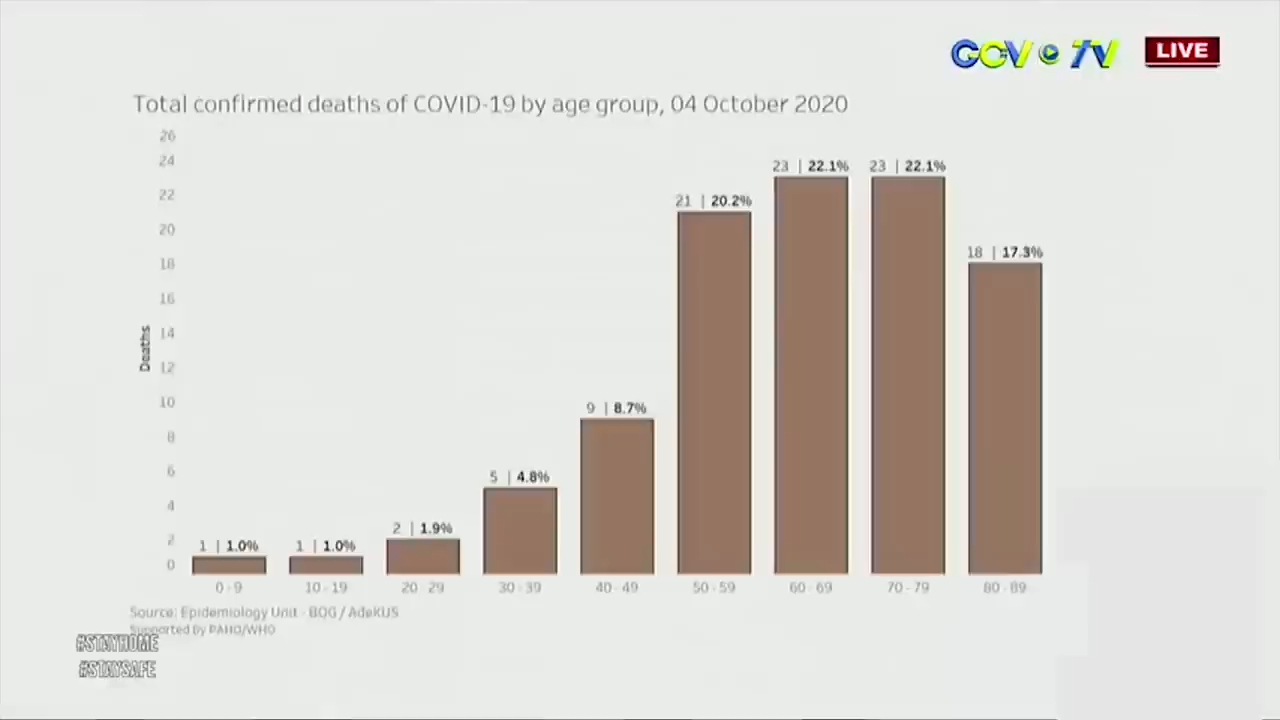 GOV TV LIVE
Total confirmed deaths of COVID-19 by age group, 04 October 2020
26
24
22
20
18
16
14
12
10
8
6
4
2
0
Deaths
1 | 1.0%
1 | 1.0%
2 | 1.9%
5 | 4.8%
9 | 8.7%
21 | 20.2%
23 | 22.1%
23 | 22.1%
18 | 17.3%
0 - 9 10 - 19 20 - 29 30 - 39 40 - 49 50 - 59 60 - 69 70 - 79 80 - 89
Source: Epidemiology Unit - BOG / AdeKUS
Supported by PAHO/WHO
#STAYHOME
#STAYSAFE